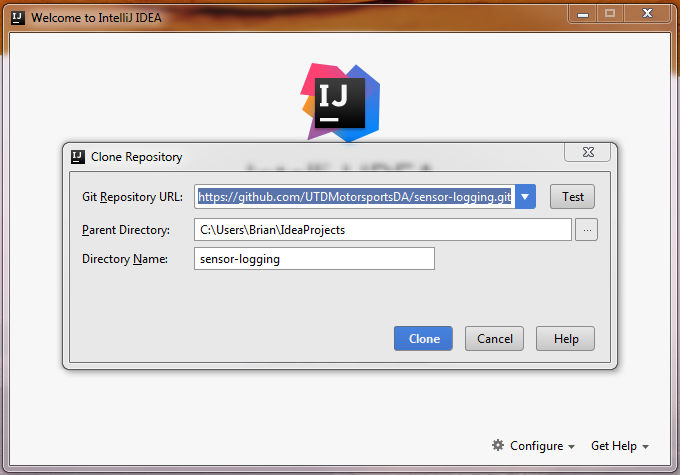 Welcome to IntelliJ IDEA
IJ
Clone Repository
Git Repository URL: https://github.com/UTDMotorsportsDA/sensor-logging.git Test
Parent Directory: C:\Users\Brian\IdeaProjects ...
Directory Name: sensor-logging
Clone Cancel Help
Configure Get Help